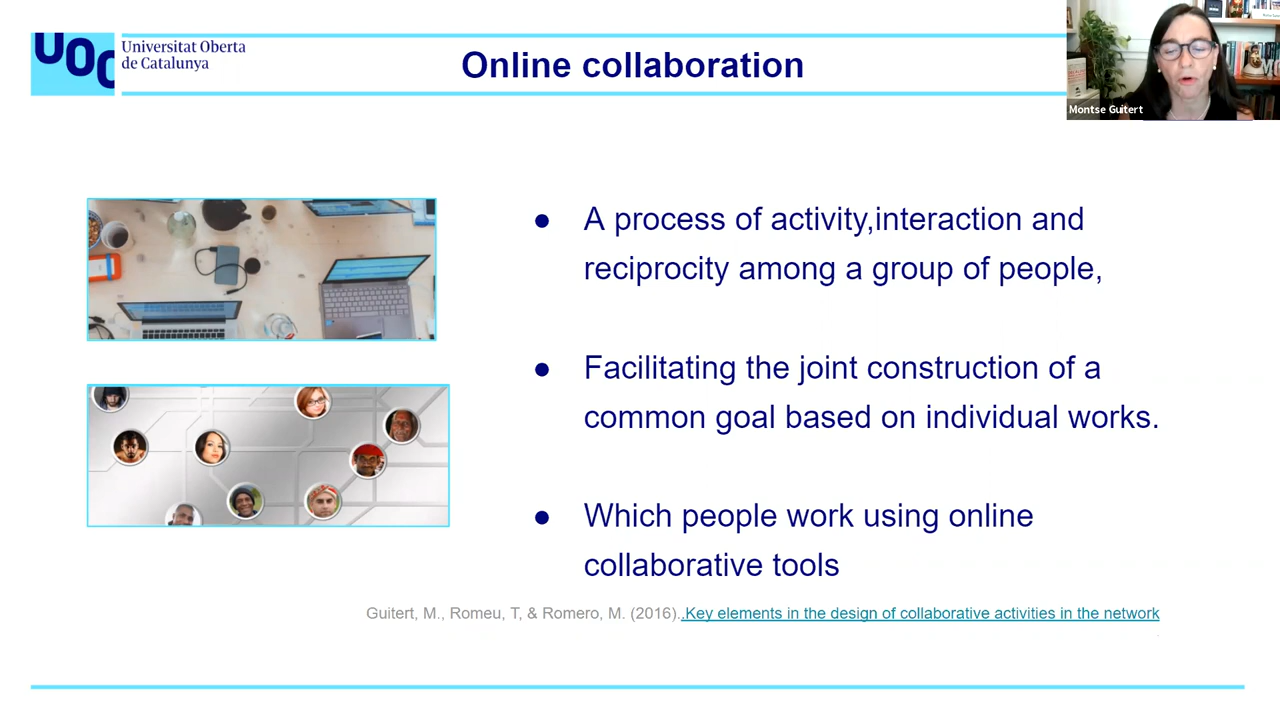 UOC
Universitat Oberta
de Catalunya
Online collaboration
Montse Guitert
● A process of activity,interaction and
reciprocity among a group of people,
● Facilitating the joint construction of a
common goal based on individual works.
● Which people work using online
collaborative tools
Guitert, M., Romeu, T, & Romero, M. (2016)..Key elements in the design of collaborative activities in the network
.